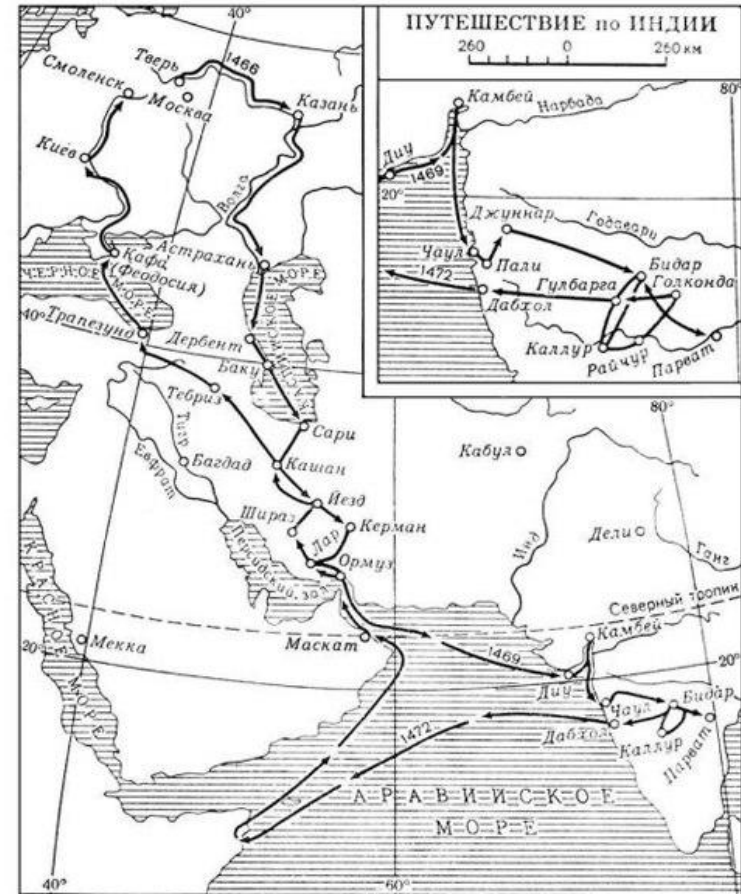 ПУТЕШЕСТВИЕ по ИНДИИ
260 0 260 км
80°
Камбей
Нарбада
Диу
1469
20°
Джуннар
Годавари
Чаул
Пали
Бидар
1472
Гулбарга
Голконда
Дабхол
Каллур
Райчур
Парват
40°
Тверь
1466
Смоленск
Москва
Казань
Киев
Волга
Астрахань
Кафа
(Феодосия)
ЧЕРНОЕ
МОРЕ
КАСПИЙСКОЕ МОРЕ
Трапезунд
40°
Дербент
Баку
Тебриз
Сари
Тигр
Евфрат
Багдад
Кашан
Кабул
80°
Йезд
Шираз
Лар
Керман
Инд
Дели
Ганг
Ормуз
Персидский зал
КРАСНОЕ
МОРЕ
Северный тропик
20°
Мекка
Маскат
Камбей
1469
20°
Диу
Чаул
Бидар
Дабхол
Каллур
Парват
1472
АРАВИЙСКОЕ
МОРЕ
40°
60°